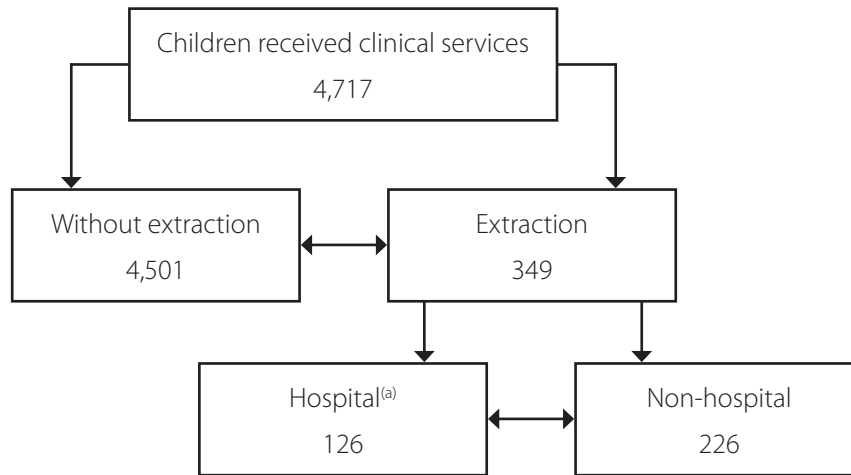 Children received clinical services
4,717
Without extraction
4,501
Extraction
349
Hospital(a)
126
Non-hospital
226